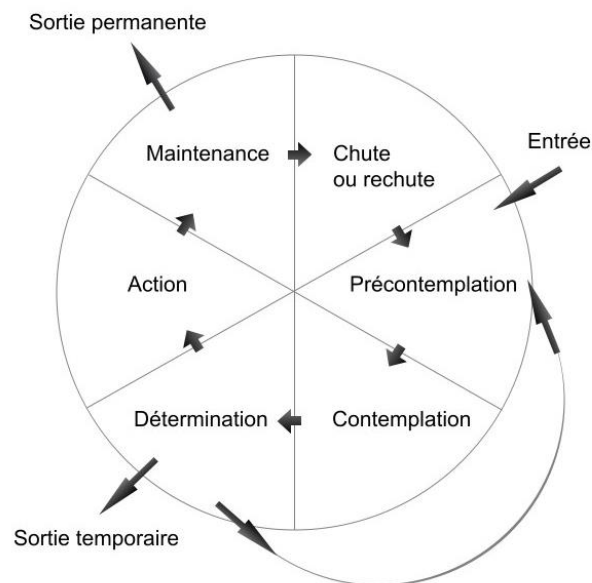 Sortie permanente
Entrée
Maintenance
Chute
ou rechute
Action
Précontemplation
Détermination
Contemplation
Sortie temporaire